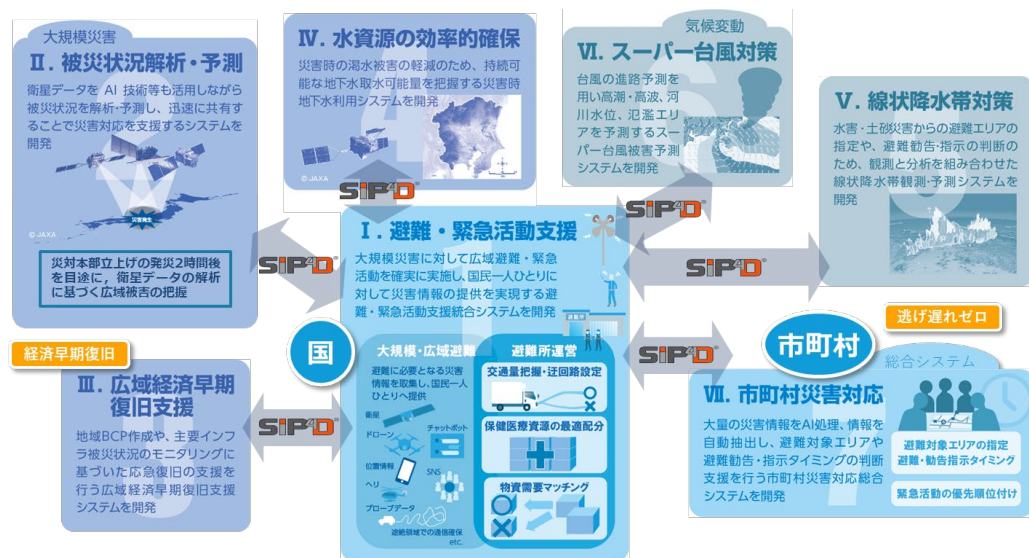 大規模災害
Ⅱ. 被災状況解析・予測
衛星データを AI 技術等も活用しながら
被災状況を解析・予測し、迅速に共有す
ることで災害対応を支援するシステムを
開発
災害発生
© JAXA
災対本部立上げの発災2時間後
を目途に，衛星データの解析
に基づく広域被害の把握
Ⅳ. 水資源の効率的確保
災害時の渇水被害の軽減のため、持続可
能な地下水取水可能量を把握する災害時
地下水利用システムを開発
© JAXA
気候変動
Ⅵ. スーパー台風対策
台風の進路予測を
用い高潮・高波、河
川水位、氾濫エリ
アを予測するスー
パー台風被害予測
システムを開発
Ⅴ. 線状降水帯対策
水害・土砂災害からの避難エリアの
指定や、避難勧告・指示の判断の
ため、観測と分析を組み合わせた
線状降水帯観測・予測システムを
開発
SIP4D®
SIP4D®
SIP4D®
SIP4D®
SIP4D®
SIP4D®
Ⅰ. 避難・緊急活動支援
大規模災害に対して広域避難・緊急
活動を確実に実施し、国民一人ひとりに
対して災害情報の提供を実現する避
難・緊急活動支援統合システムを開発
避難所
国
大規模・広域避難
避難に必要となる災害
情報を取集し、国民一人
ひとりへ提供
衛星
ドローン
チャットボット
位置情報
SNS
ヘリ
プローブデータ
途絶領域での通信確保
etc.
避難所運営
交通量把握・迂回路設定
保健医療資源の最適配分
物資需要マッチング
経済早期復旧
Ⅲ. 広域経済早期
復旧支援
地域BCP作成や、主要インフ
ラ被災状況のモニタリングに
基づいた応急復旧の支援を
行う広域経済早期復旧支援
システムを開発
逃げ遅れゼロ
市町村
総合システム
Ⅶ. 市町村災害対応
大量の災害情報をAI処理、情報を
自動抽出し、避難対象エリアや
避難勧告・指示タイミングの判断
支援を行う市町村災害対応総合
システムを開発
避難対象エリアの指定
避難・勧告指示タイミング
緊急活動の優先順位付け